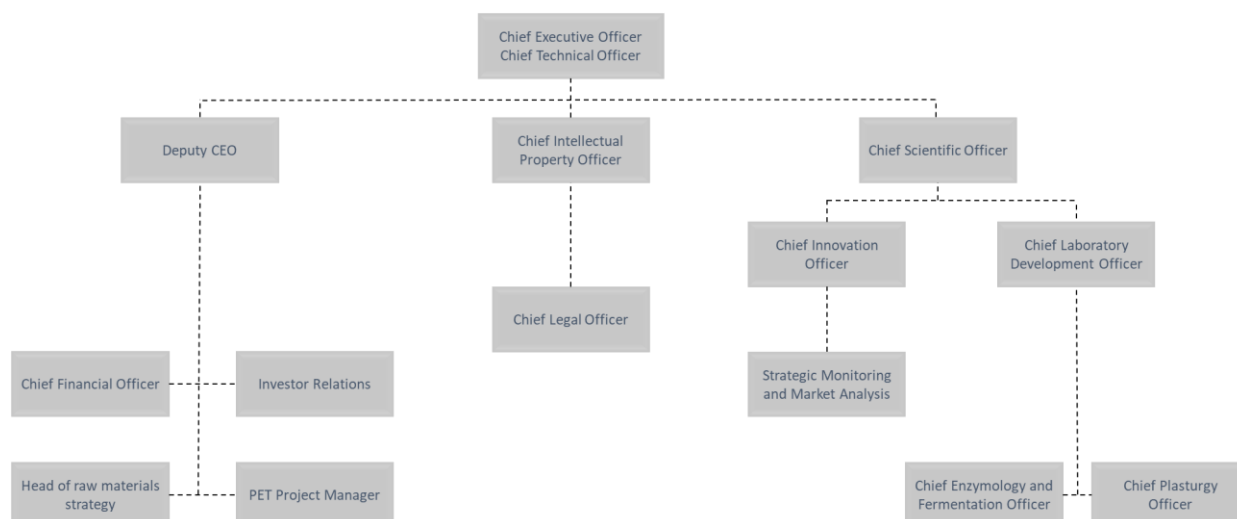 Chief Executive Officer
Chief Technical Officer
Deputy CEO
Chief Intellectual
Property Officer
Chief Scientific Officer
Chief Innovation
Officer
Chief Laboratory
Development Officer
Chief Legal Officer
Chief Financial Officer
Investor Relations
Strategic Monitoring
and Market Analysis
Head of raw materials
strategy
PET Project Manager
Chief Enzymology and
Fermentation Officer
Chief Plasturgy
Officer